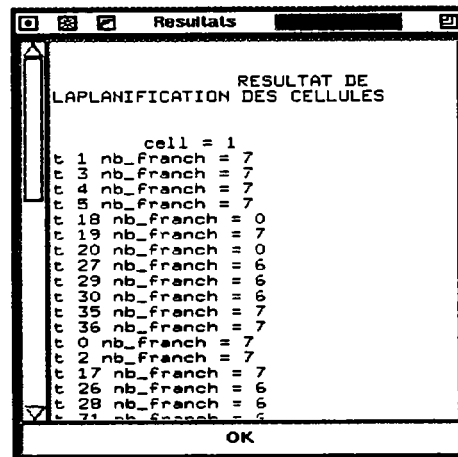 Resultats
RESULTAT DE
LAPLANIFICATION DES CELLULES
cell = 1
t 1 nb_franch = 7
t 3 nb_franch = 7
t 4 nb_franch = 7
t 5 nb_franch = 7
t 18 nb_franch = 0
t 19 nb_franch = 7
t 20 nb_franch = 0
t 27 nb_franch = 6
t 29 nb_franch = 6
t 30 nb_franch = 6
t 35 nb_franch = 7
t 36 nb_franch = 7
t 0 nb_franch = 7
t 2 nb_franch = 7
t 17 nb_franch = 7
t 26 nb_franch = 6
t 28 nb_franch = 6
nb_franch =
OK